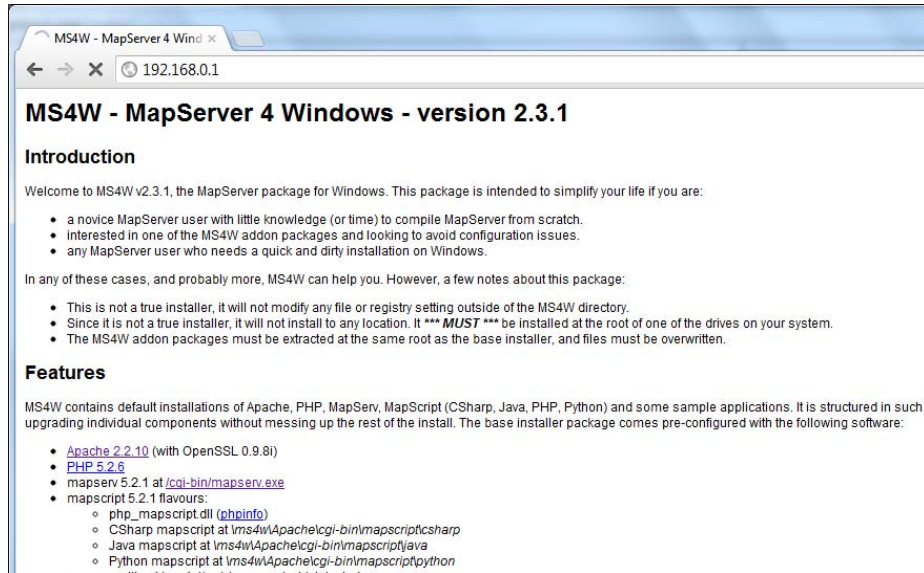 MS4W - MapServer 4 Wind
192.168.0.1
MS4W - MapServer 4 Windows - version 2.3.1
Introduction
Welcome to MS4W v2.3.1, the MapServer package for Windows. This package is intended to simplify your life if you are:
a novice MapServer user with little knowledge (or time) to compile MapServer from scratch.
interested in one of the MS4W addon packages and looking to avoid configuration issues.
any MapServer user who needs a quick and dirty installation on Windows.
In any of these cases, and probably more, MS4W can help you. However, a few notes about this package:
This is not a true installer, it will not modify any file or registry setting outside of the MS4W directory.
Since it is not a true installer, it will not install to any location. It *** MUST *** be installed at the root of one of the drives on your system.
The MS4W addon packages must be extracted at the same root as the base installer, and files must be overwritten.
Features
MS4W contains default installations of Apache, PHP, MapServ, MapScript (CSharp, Java, PHP, Python) and some sample applications. It is structured in such
upgrading individual components without messing up the rest of the install. The base installer package comes pre-configured with the following software:
Apache 2.2.10 (with OpenSSL 0.9.8i)
PHP 5.2.6
mapserv 5.2.1 at /cgi-bin/mapserv.exe
mapscript 5.2.1 flavours:
php_mapscript.dll (phpinfo)
CSharp mapscript at \ms4w\Apache\cgi-bin\mapscript\csharp
Java mapscript at \ms4w\Apache\cgi-bin\mapscript\java
Python mapscript at \ms4w\Apache\cgi-bin\mapscript\python